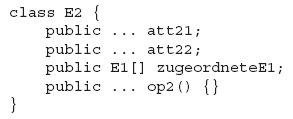 class E2 {
    public ... att21;
    public ... att22;
    public E1[] zugeordneteE1;
    public ... op2() {}
}